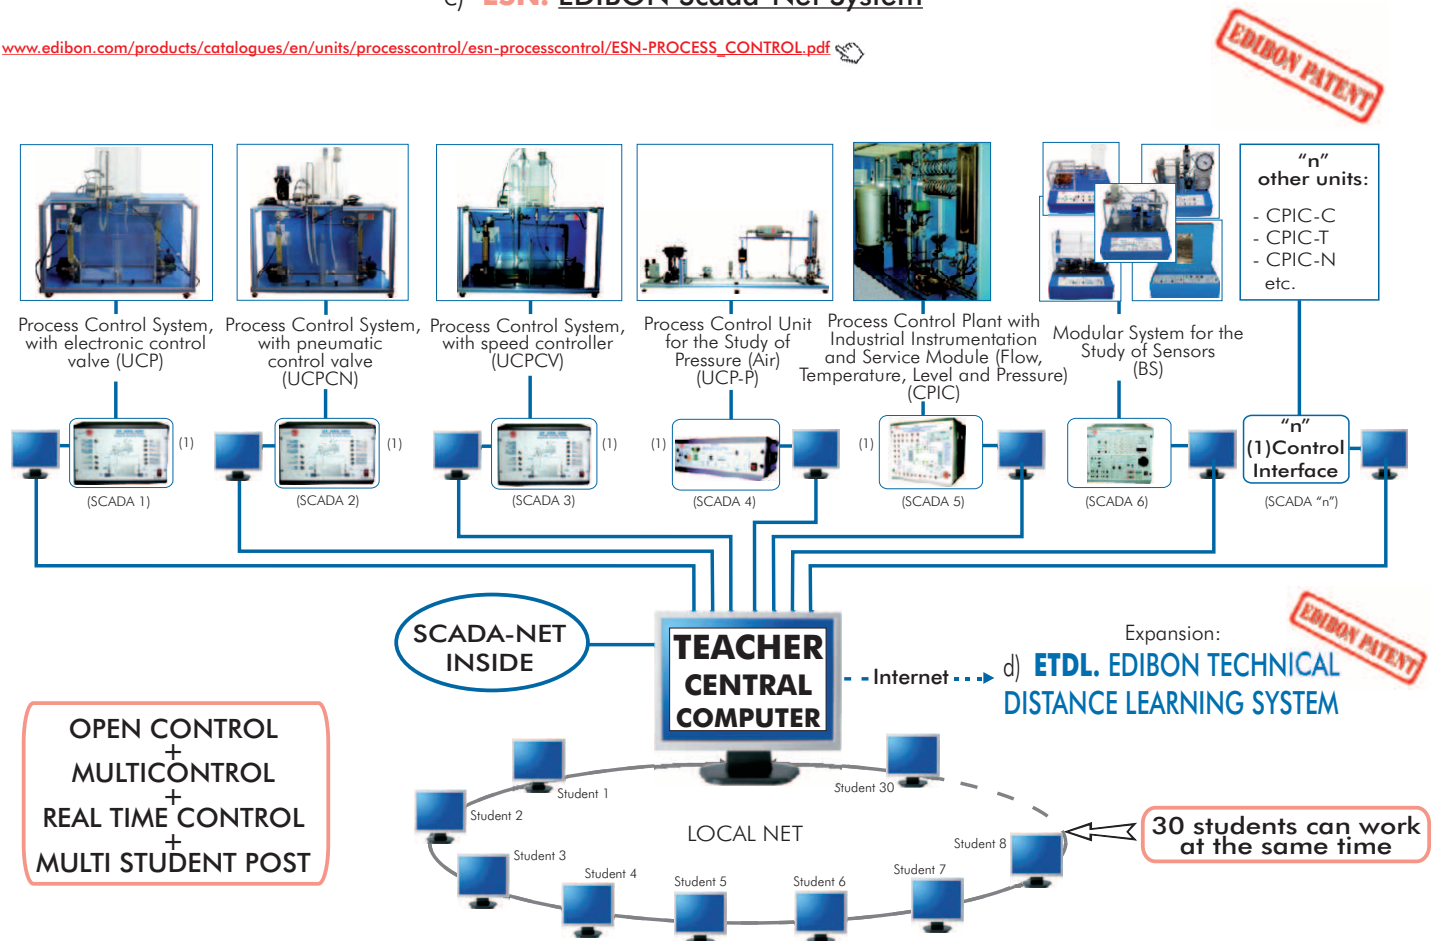 c) ESN. EDIBON Scada-Net System
www.edibon.com/products/catalogues/en/units/processcontrol/esn-processcontrol/ESN-PROCESS_CONTROL.pdf
EDIBON PATENT
Process Control System,
with electronic control
valve (UCP)
Process Control System,
with pneumatic
control valve
(UCPCN)
Process Control System,
with speed controller
(UCPCV)
Process Control Unit
for the Study of
Pressure (Air)
(UCP-P)
Process Control Plant with
Industrial Instrumentation
and Service Module (Flow,
Temperature, Level and Pressure)
(CPIC)
Modular System for the
Study of Sensors
(BS)
“n”
other units:
- CPIC-C
- CPIC-T
- CPIC-N
etc.
(1)
(1)
(1)
(1)
(1)
“n”
(1)Control
Interface
(SCADA 1)
(SCADA 2)
(SCADA 3)
(SCADA 4)
(SCADA 5)
(SCADA 6)
(SCADA “n”)
SCADA-NET
INSIDE
TEACHER
CENTRAL
COMPUTER
Internet
Expansion:
d) ETDL. EDIBON TECHNICAL
DISTANCE LEARNING SYSTEM
EDIBON PATENT
OPEN CONTROL
+
MULTICONTROL
+
REAL TIME CONTROL
+
MULTI STUDENT POST
Student 1
Student 2
Student 3
Student 4
Student 5
Student 6
Student 7
Student 8
Student 30
LOCAL NET
30 students can work
at the same time